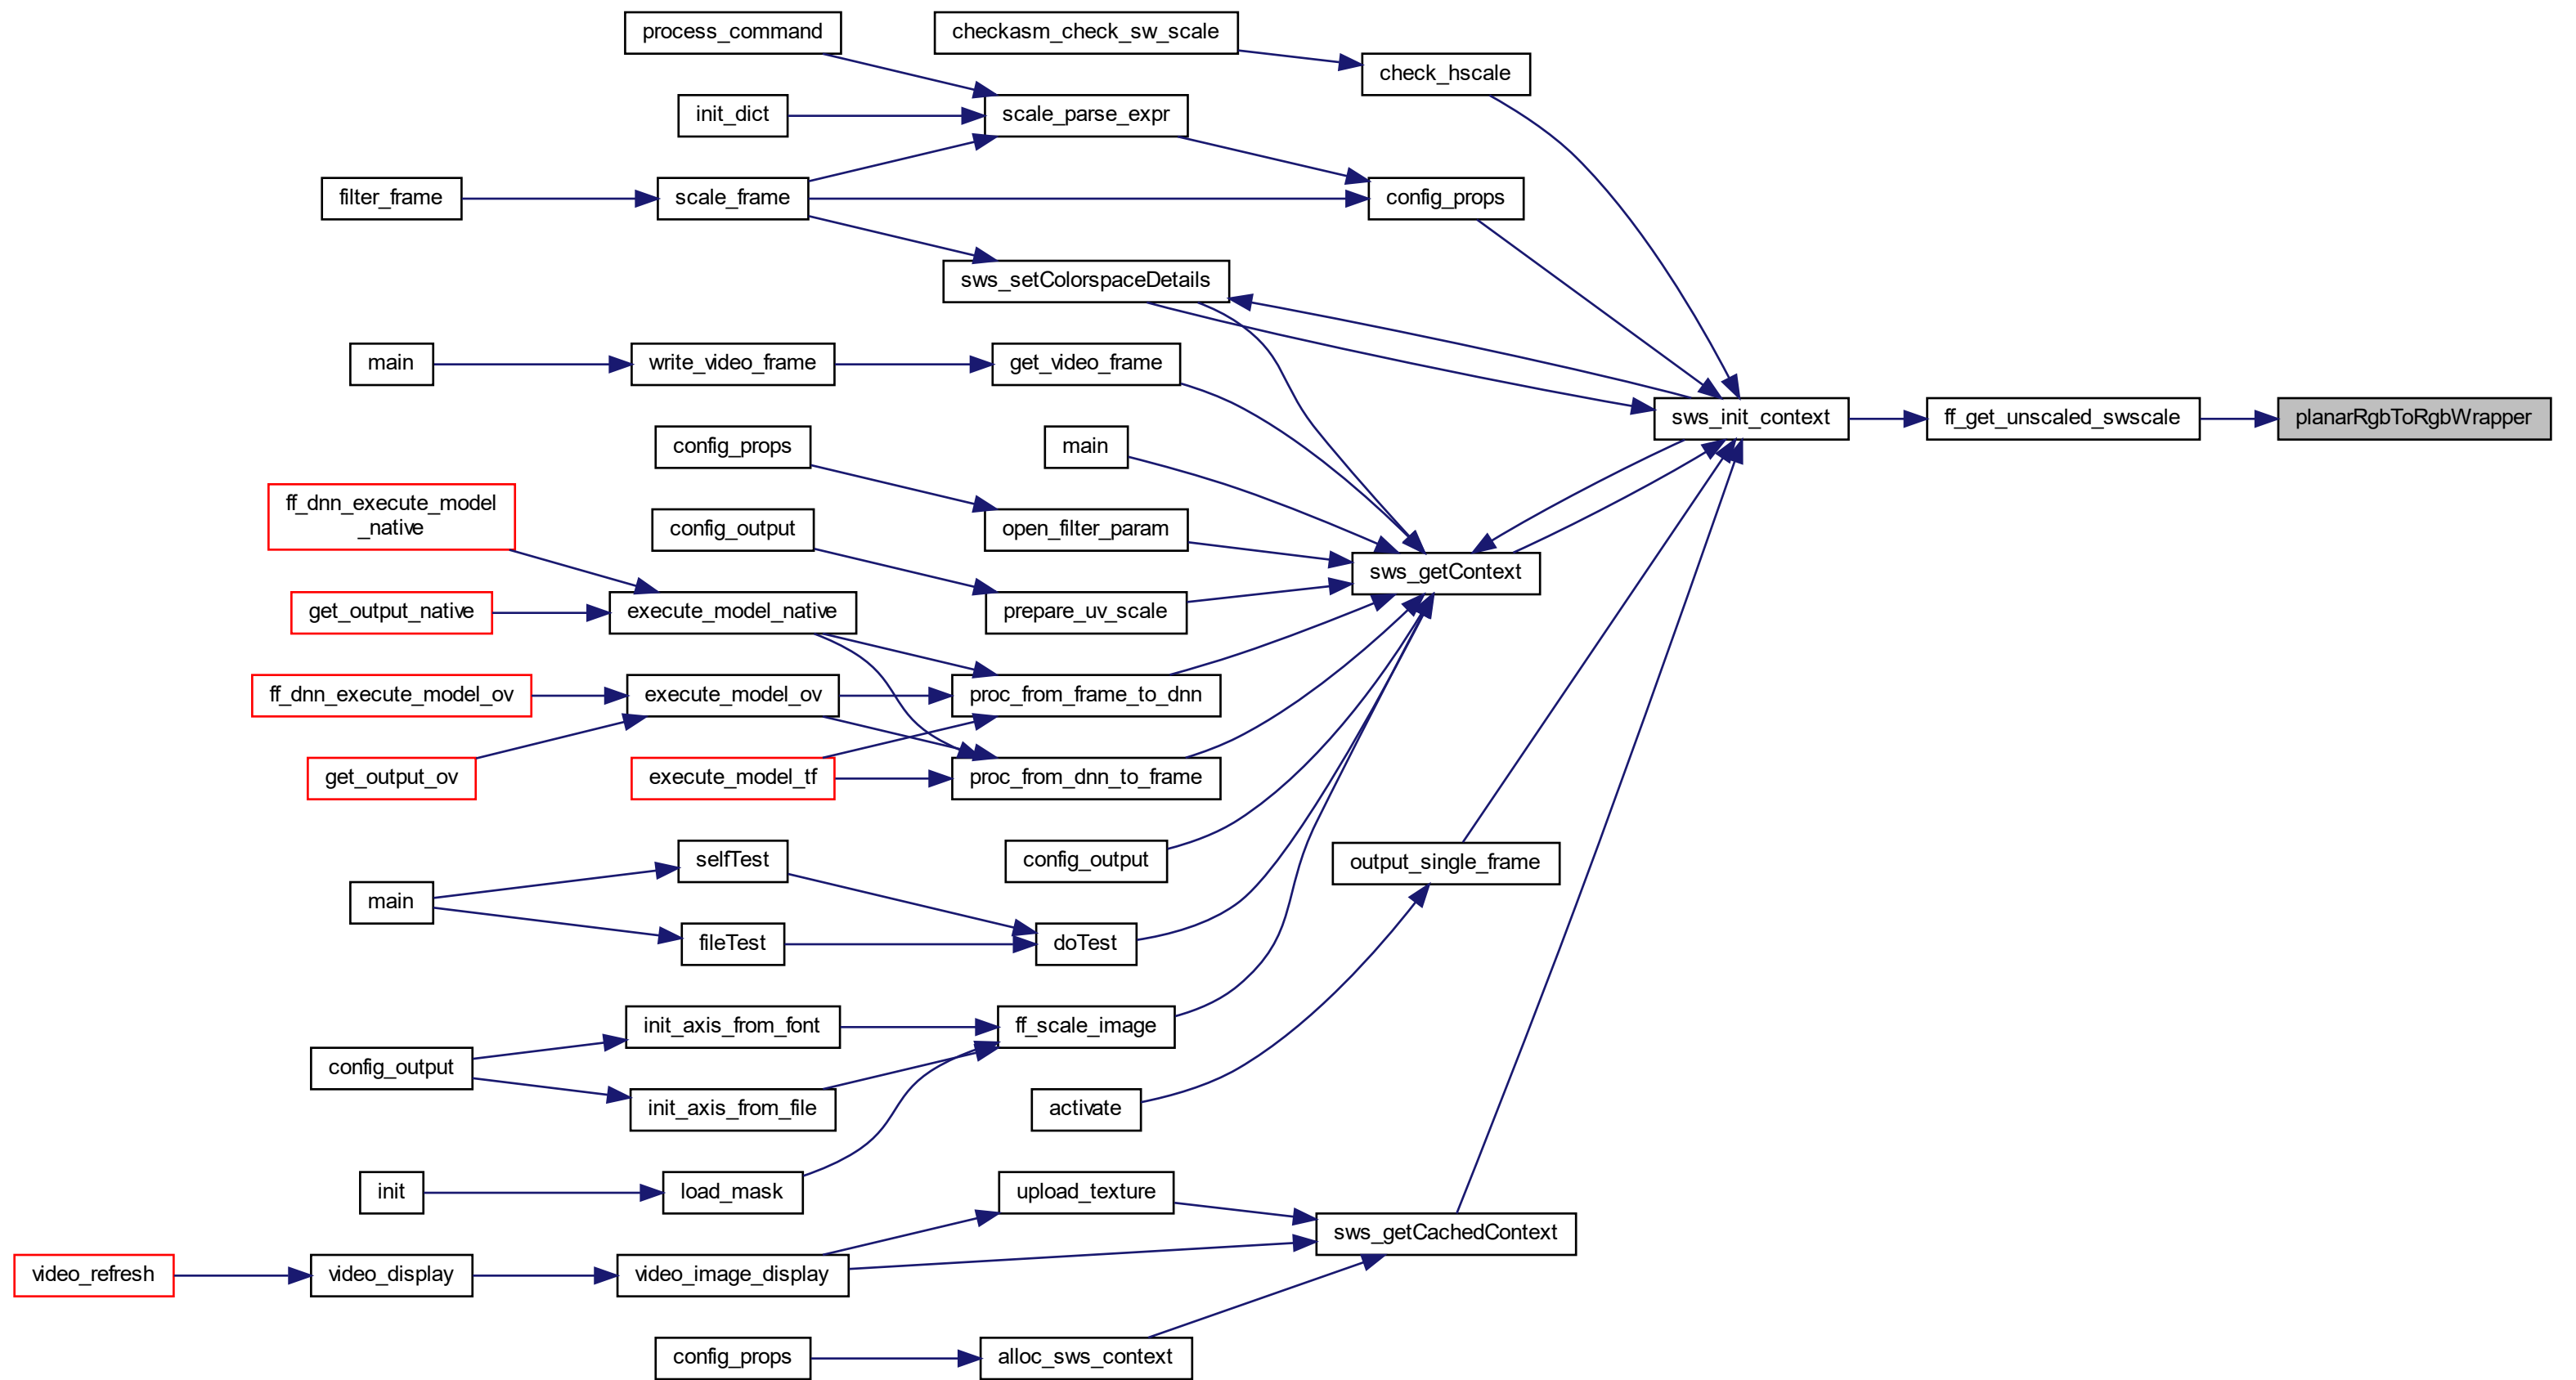 process_command
checkasm_check_sw_scale
check_hscale
init_dict
scale_parse_expr
filter_frame
scale_frame
config_props
sws_setColorspaceDetails
main
write_video_frame
get_video_frame
sws_init_context
ff_get_unscaled_swscale
planarRgbToRgbWrapper
config_props
main
ff_dnn_execute_model
_native
config_output
open_filter_param
sws_getContext
get_output_native
execute_model_native
prepare_uv_scale
ff_dnn_execute_model_ov
execute_model_ov
proc_from_frame_to_dnn
get_output_ov
execute_model_tf
proc_from_dnn_to_frame
selfTest
config_output
output_single_frame
main
fileTest
doTest
init_axis_from_font
ff_scale_image
config_output
init_axis_from_file
activate
init
load_mask
upload_texture
sws_getCachedContext
video_refresh
video_display
video_image_display
config_props
alloc_sws_context